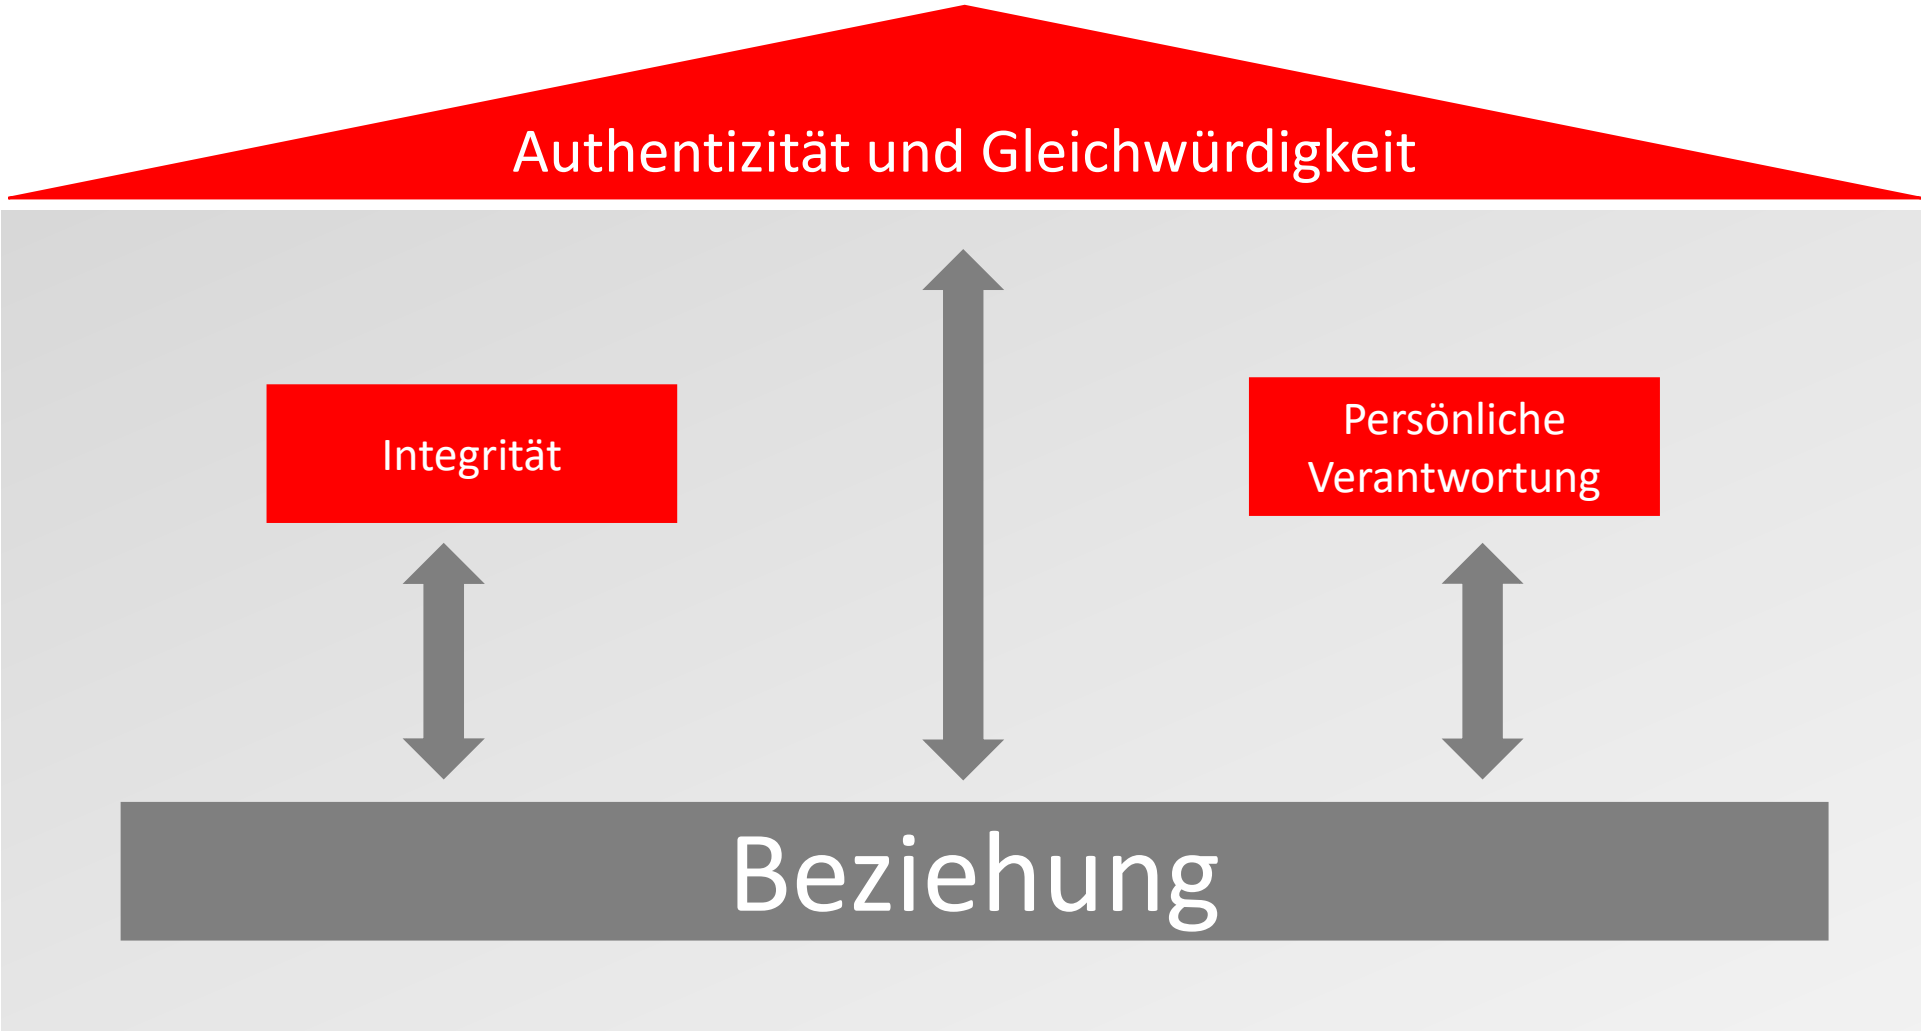 Authentizität und Gleichwürdigkeit
Integrität
Persönliche
Verantwortung
Beziehung